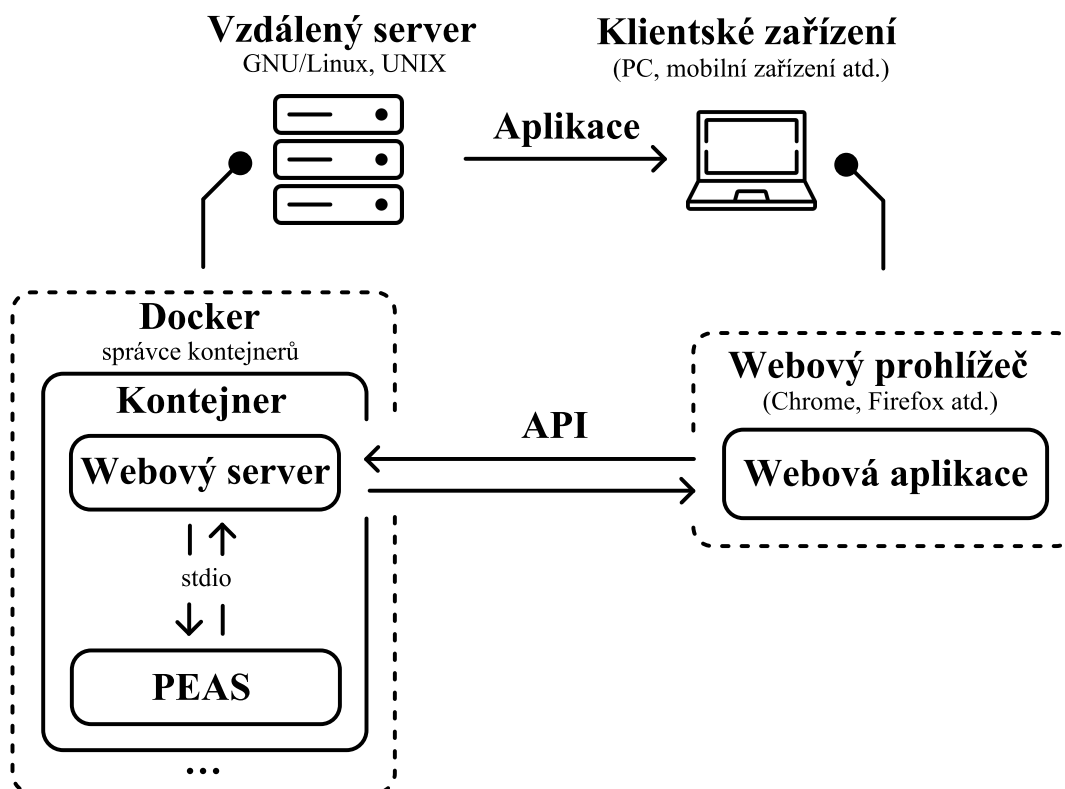 Vzdálený server
GNU/Linux, UNIX
Klientské zařízení
(PC, mobilní zařízení atd.)
Aplikace
Docker
správce kontejnerů
Kontejner
Webový server
stdio
PEAS
...
API
Webový prohlížeč
(Chrome, Firefox atd.)
Webová aplikace